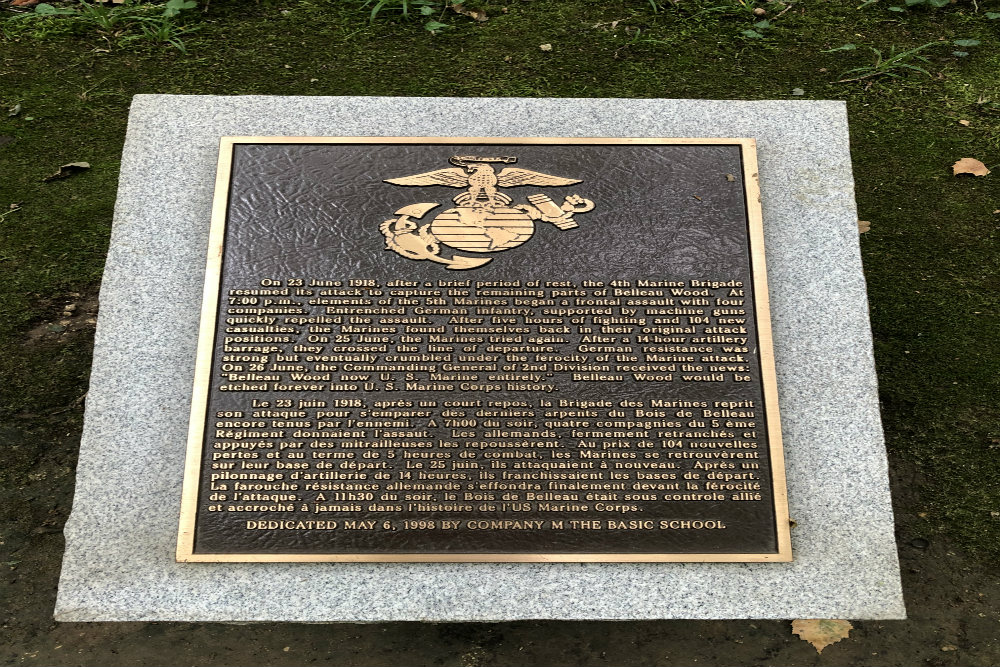 On 23 June 1918, after a brief period of rest, the 4th Marine Brigade
resumed its attack to capture the remaining parts of Belleau Wood. At
7:00 p.m., elements of the 5th Marines began a frontal assault with four
companies. Entrenched German infantry, supported by machine guns
quickly repelled the assault. After five hours of fighting and 104 new
casualties, the Marines found themselves back in their original attack
positions. On 25 June, the Marines tried again. After a 14-hour artillery
barrage, they crossed the line of departure. German resistance was
strong but eventually crumbled under the ferocity of the Marine attack.
On 26 June, the Commanding General of 2nd Division received the news:
"Belleau Wood now U. S. Marine entirely." Belleau Wood would be
etched forever into U. S. Marine Corps history.
Le 23 juin 1918, après un court repos, la Brigade des Marines reprit
son attaque pour s'emparer des derniers arpents du Bois de Belleau
encore tenus par l'ennemi. A 7h00 du soir, quatre compagnies du 5 ème
Régiment donnaient l'assaut. Les allemands, fermement retranchés et
appuyés par des mitrailleuses les repoussèrent. Au prix de 104 nouvelles
pertes et au terme de 5 heures de combat, les Marines se retrouvèrent
sur leur base de départ. Le 25 juin, ils attaquaient à nouveau. Après un
pilonnage d'artillerie de 14 heures, ils franchissaient les bases de départ.
La farouche résistance allemande s'effondra finalement devant la férocité
de l'attaque. A 11h30 du soir, le Bois de Belleau était sous controle allié
et accroché à jamais dans l'histoire de l'US Marine Corps.
DEDICATED MAY 6, 1998 BY COMPANY M THE BASIC SCHOOL